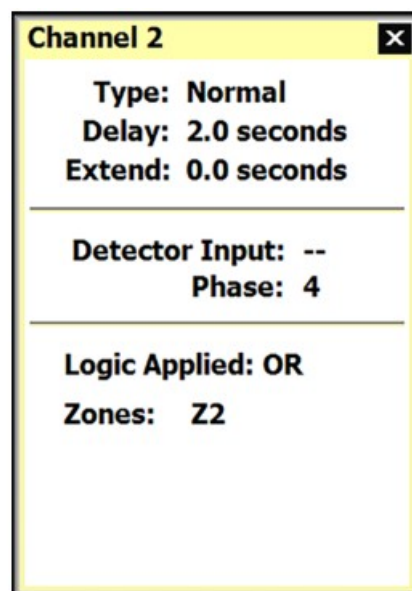 Channel 2 X
Type: Normal
Delay: 2.0 seconds
Extend: 0.0 seconds
Detector Input: --
Phase: 4
Logic Applied: OR
Zones: Z2